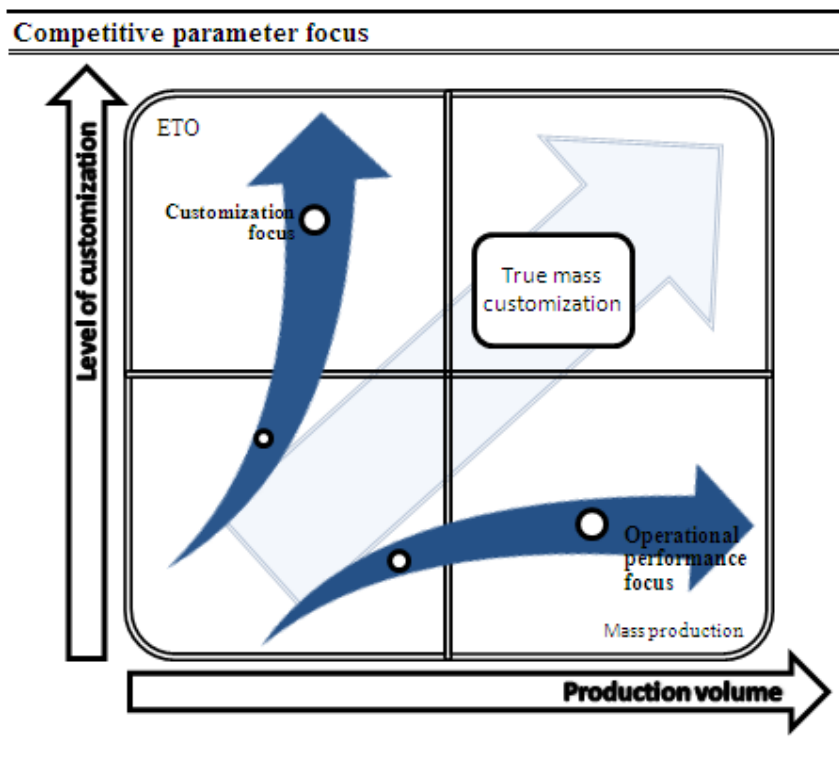 Competitive parameter focus
Level of customization
ETO
Customization
focus
True mass
customization
Operational
performance
focus
Mass production
Production volume